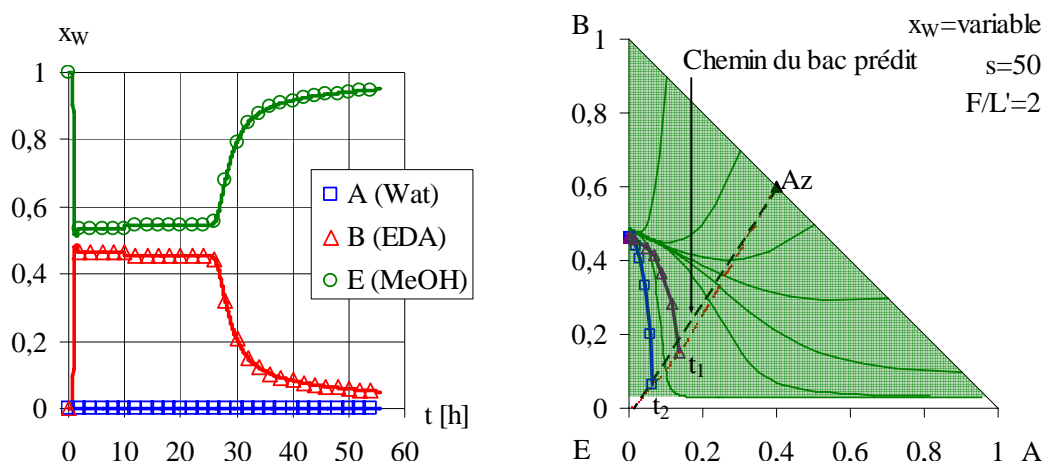 xW
1
0,8
0,6
0,4
0,2
0
0 10 20 30 40 50 60
t [h]
A (Wat)
B (EDA)
E (MeOH)
B
1
0,8
0,6
0,4
0,2
0
xW=variable
s=50
F/L'=2
Chemin du bac prédit
Az
t1
t2
E 0 0,2 0,4 0,6 0,8 1 A